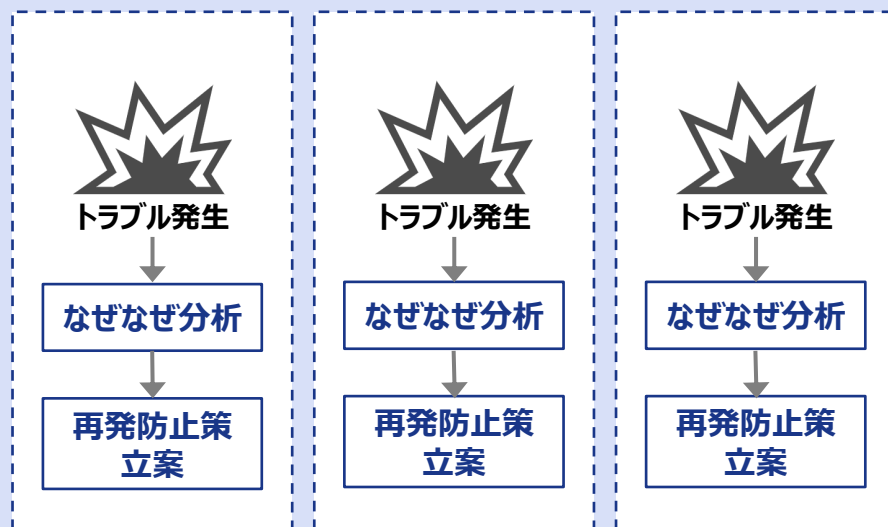 トラブル発生
なぜなぜ分析
再発防止策
立案
トラブル発生
なぜなぜ分析
再発防止策
立案
トラブル発生
なぜなぜ分析
再発防止策
立案